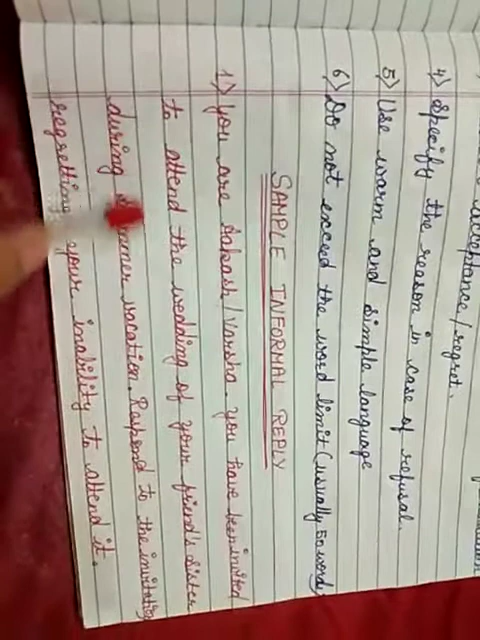 acceptance/regret.
4) Specify the reason in case of refusal.
5) Use warm and simple language
6) Do not exceed the word limit (usually 50 words)
SAMPLE INFORMAL REPLY
1) You are Aakash/Varsha. You have been invited
to attend the wedding of your friend's sister
during vacation. Respond to the invitation
regretting your inability to attend it.